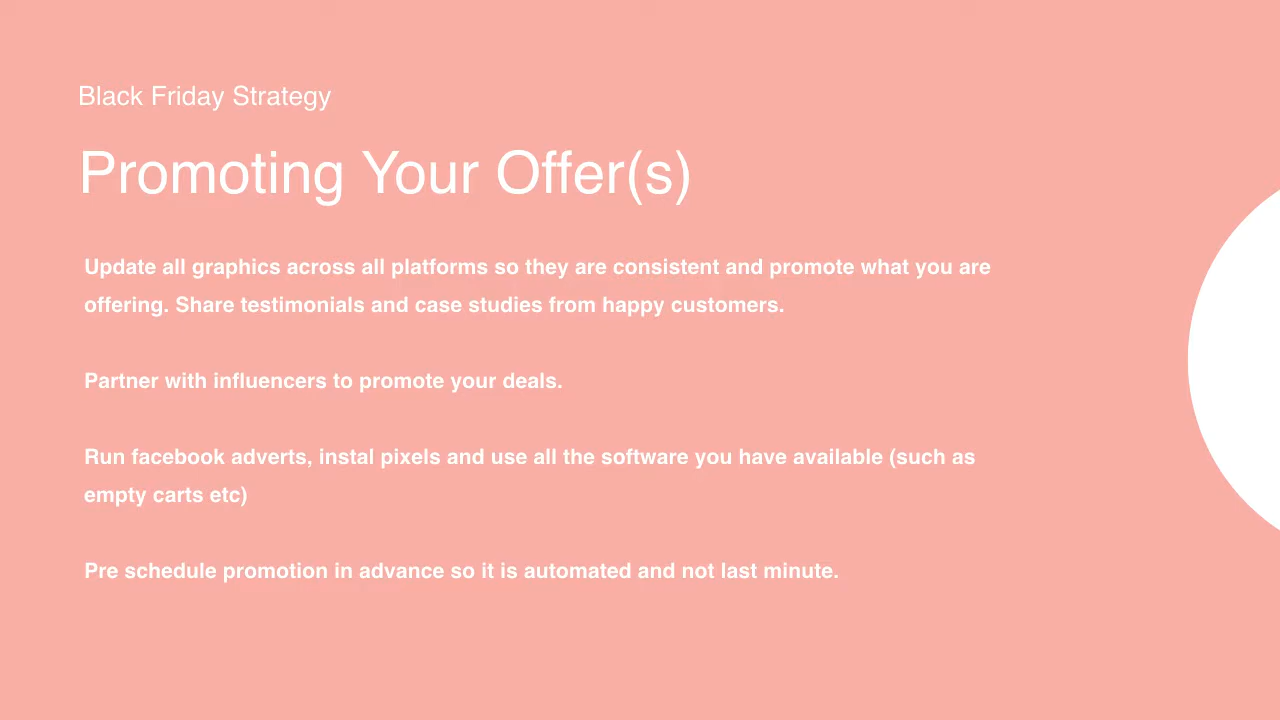 Black Friday Strategy
Promoting Your Offer(s)
Update all graphics across all platforms so they are consistent and promote what you are
offering. Share testimonials and case studies from happy customers.
Partner with influencers to promote your deals.
Run facebook adverts, instal pixels and use all the software you have available (such as
empty carts etc)
Pre schedule promotion in advance so it is automated and not last minute.